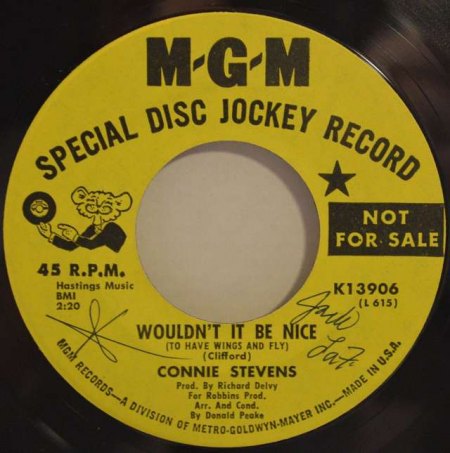 M-G-M
SPECIAL DISC JOCKEY RECORD
NOT
FOR SALE
45 R.P.M.
Hastings Music
BMI
2:20
K13906
(L 615)
WOULDN'T IT BE NICE
(TO HAVE WINGS AND FLY)
(Clifford)
CONNIE STEVENS
Prod. By Richard Delvy
For Robbins Prod.
Arr. And Cond.
By Donald Peake
MGM RECORDS—A DIVISION OF METRO-GOLDWYN-MAYER INC.—MADE IN U.S.A.